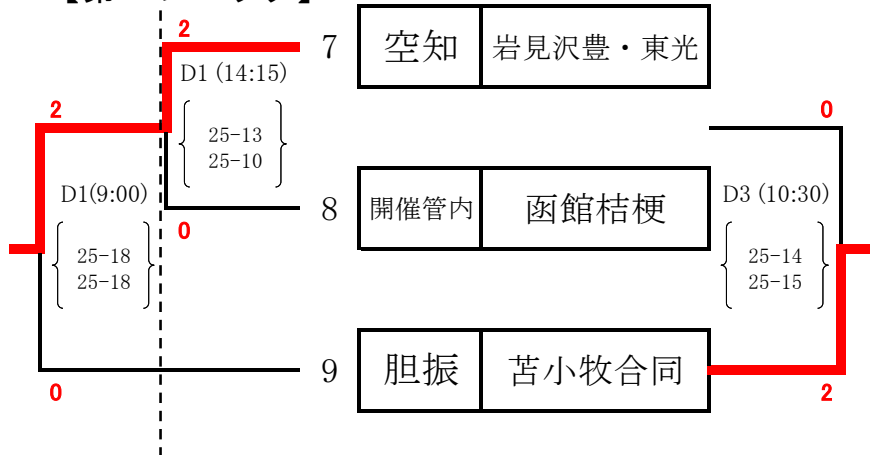 2
7 空知 岩見沢豊・東光
D1 (14:15)
2
0
25-13
25-10
D1(9:00)
8 開催管内 函館桔梗
D3 (10:30)
0
25-18
25-18
25-14
25-15
9 胆振 苫小牧合同
0
2